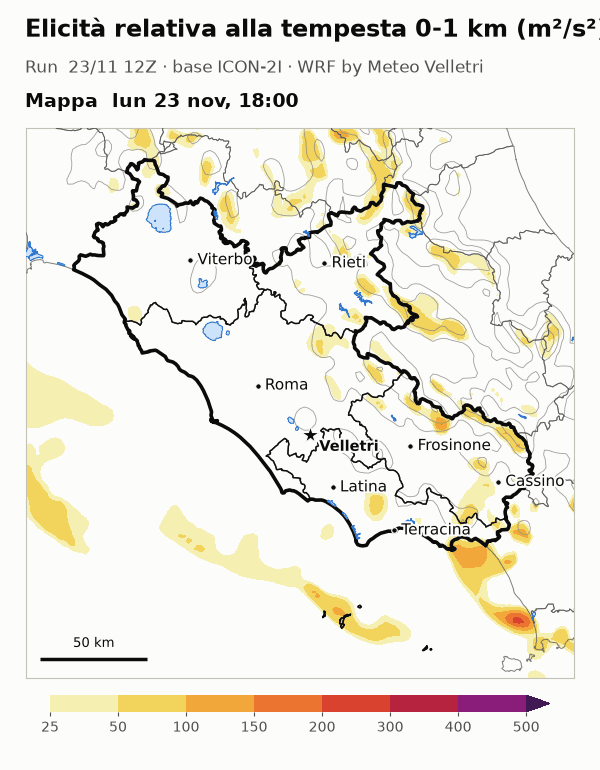 Elicità relativa alla tempesta 0-1 km (m²/s²)
Run 23/11 12Z · base ICON-2I · WRF by Meteo Velletri
Mappa lun 23 nov, 18:00
Viterbo
Rieti
Roma
Velletri
Frosinone
Cassino
Latina
Terracina
50 km
25 50 100 150 200 300 400 500